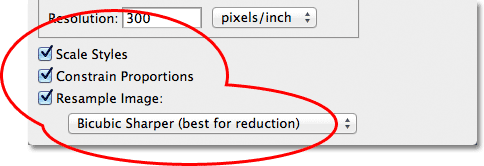 Resolution: 300 pixels/inch
Scale Styles
Constrain Proportions
Resample Image:
Bicubic Sharper (best for reduction)